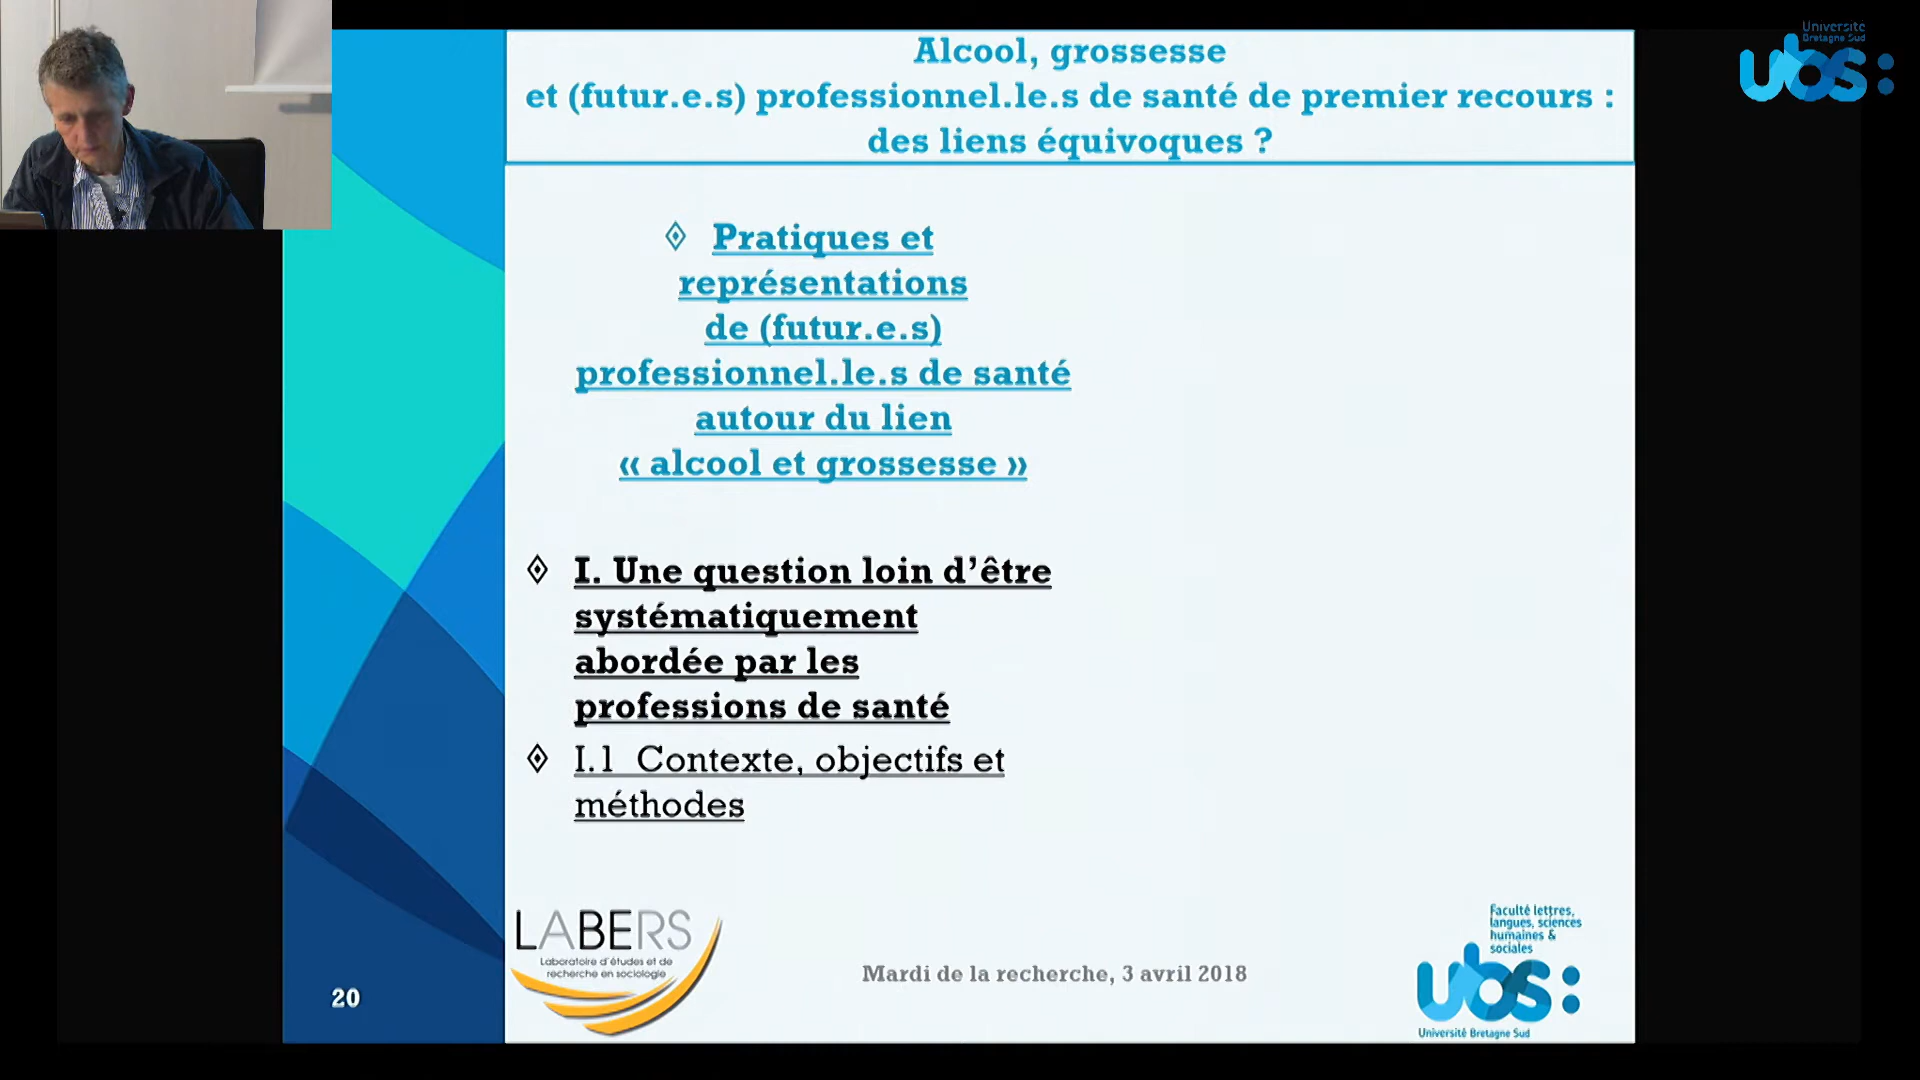 Université
Bretagne Sud
ubs:
Alcool, grossesse
et (futur.e.s) professionnel.le.s de santé de premier recours :
des liens équivoques ?
Pratiques et
représentations
de (futur.e.s)
professionnel.le.s de santé
autour du lien
« alcool et grossesse »
I. Une question loin d’être
systématiquement
abordée par les
professions de santé
I.1 Contexte, objectifs et
méthodes
LABERS
Laboratoire d'études et de
recherche en sociologie
20
Mardi de la recherche, 3 avril 2018
Faculté lettres,
langues, sciences
humaines &
sociales
ubs:
Université Bretagne Sud